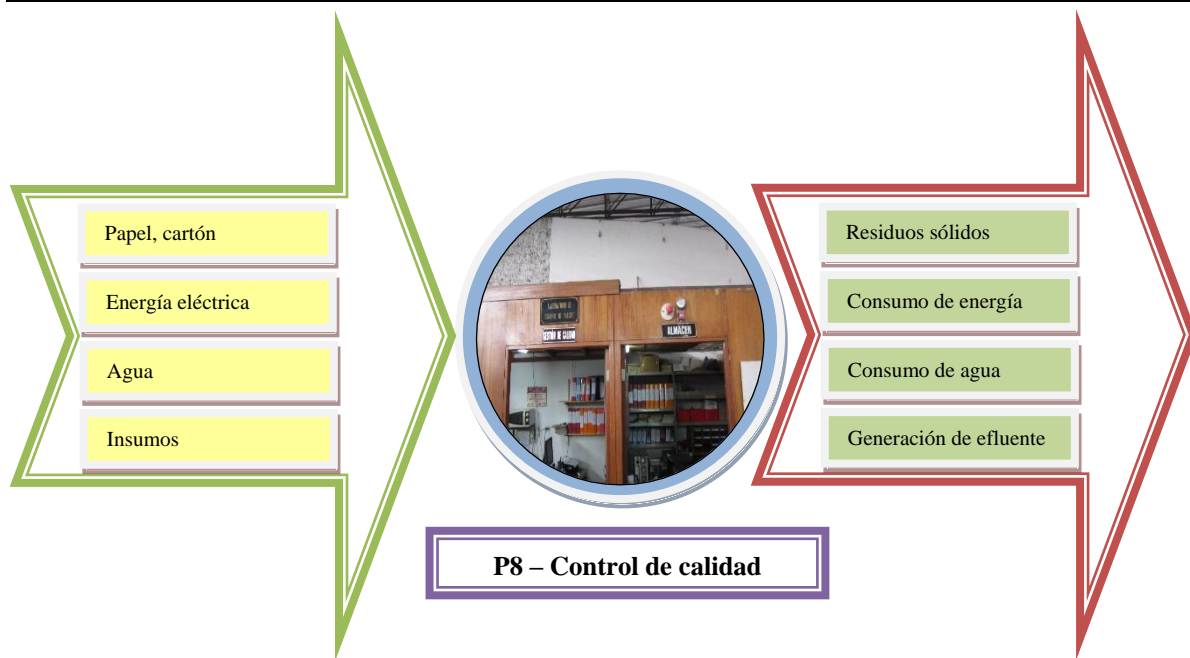 Papel, cartón
Energía eléctrica
Agua
Insumos
ALMACEN
Residuos sólidos
Consumo de energía
Consumo de agua
Generación de efluente
P8 – Control de calidad